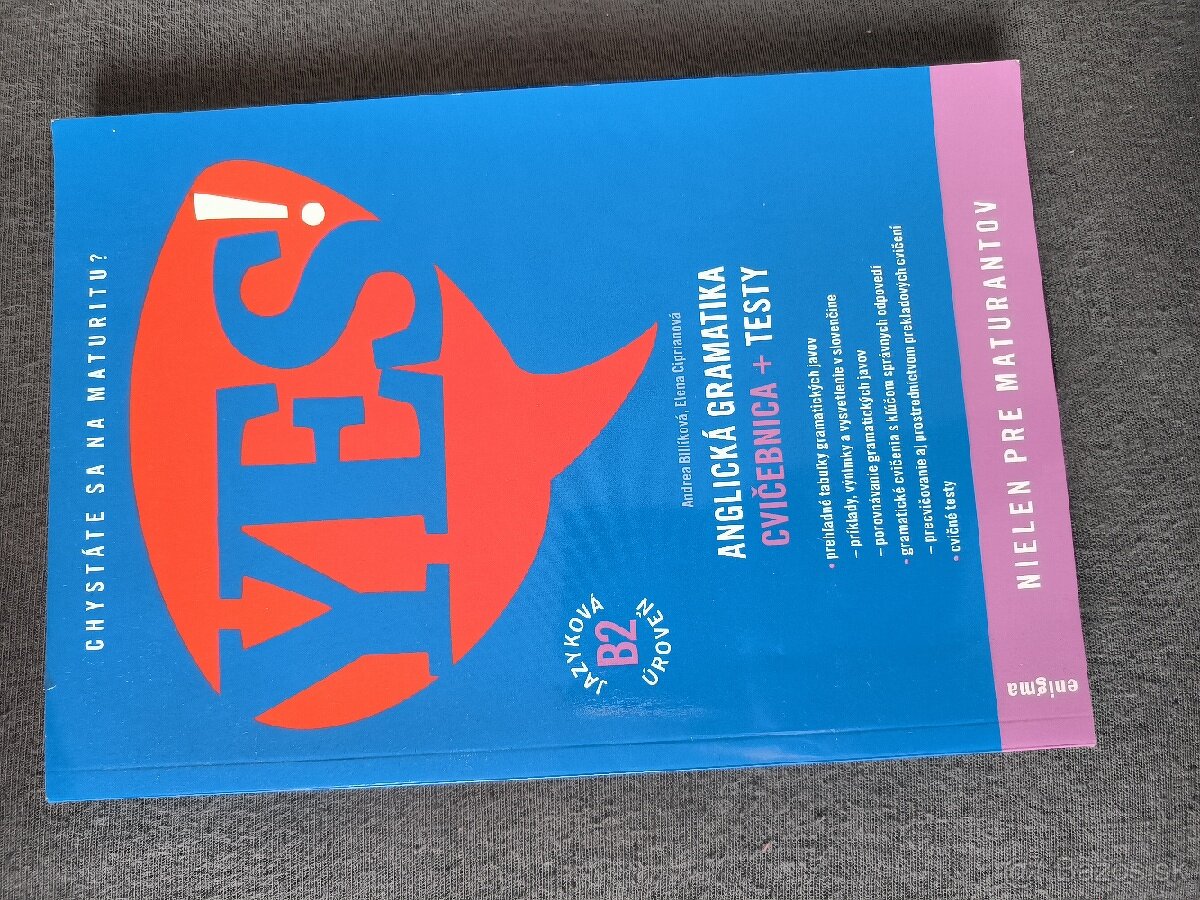 CHYSTÁTE SA NA MATURITU?
YES!
Andrea Billíková, Elena Ciprianová
ANGLICKÁ GRAMATIKA
CVIČEBNICA + TESTY
• prehľadné tabuľky gramatických javov
– príklady, výnimky a vysvetlenie v slovenčine
– porovnávanie gramatických javov
• gramatické cvičenia s kľúčom správnych odpovedí
– precvičovanie aj prostredníctvom prekladových cvičení
• cvičné testy
JAZYKOVÁ
B2
ÚROVEŇ
NIELEN PRE MATURANTOV
enigma
Bazos.sk